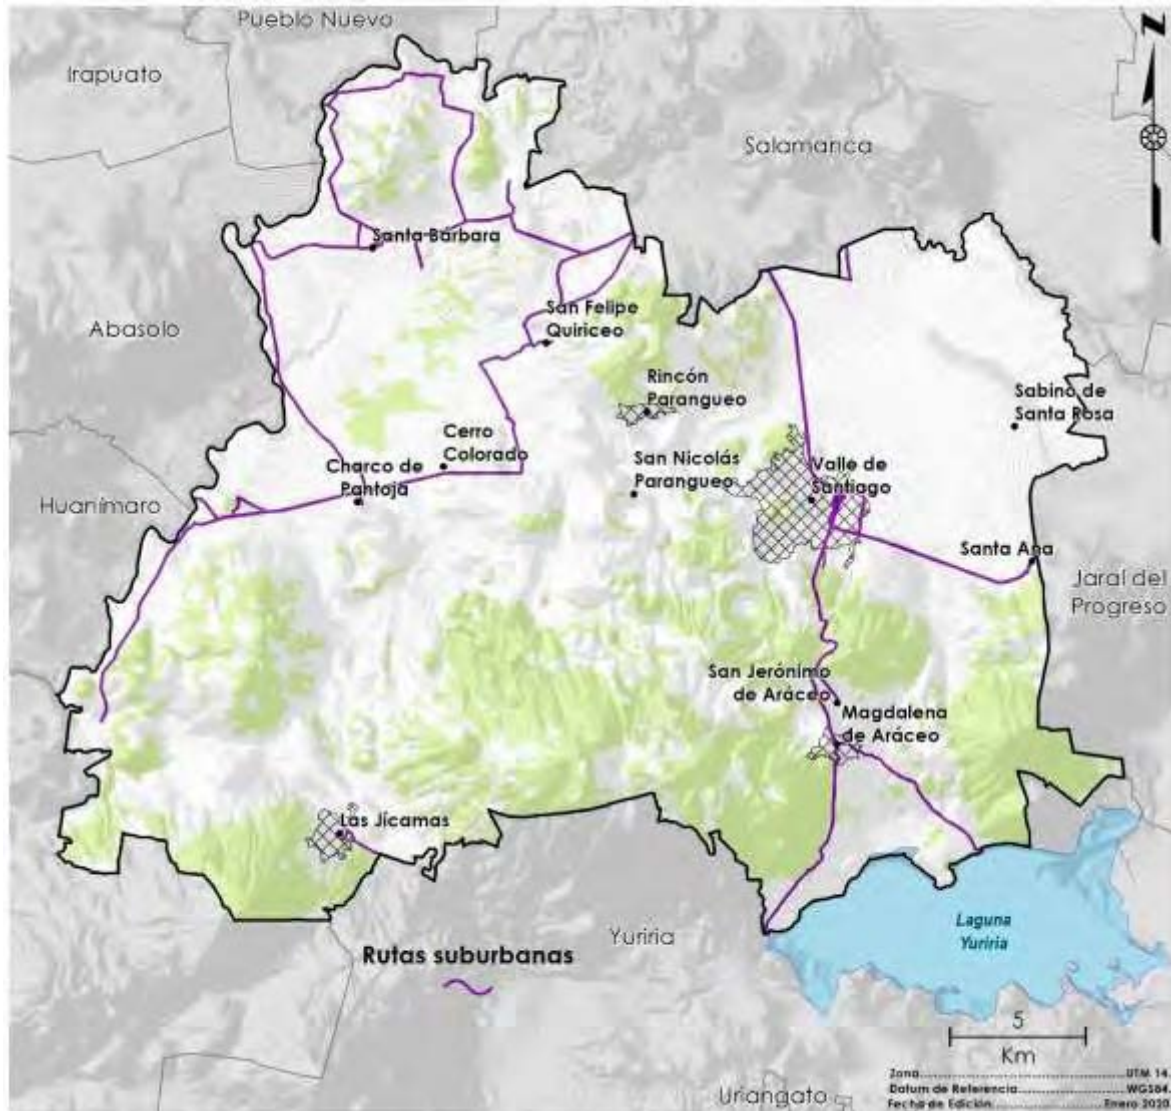 Pueblo Nuevo
Irapuato
Salamanca
Santa Bárbara
San Felipe
Quiriceo
Abasolo
Rincón
Parangueo
Sabino de
Santa Rosa
Cerro
Colorado
Charco de
Pantoja
San Nicolás
Parangueo
Valle de
Santiago
Huanímaro
Santa Ana
Jaral del
Progreso
San Jerónimo
de Aráceo
Magdalena
de Aráceo
Las Jícamas
Yuriria
Laguna
Yuriria
Rutas suburbanas
5
Km
Uriangato
Zona UTM 14
Datum de Referencia WGS84
Fecha de Edición Enero 2020
N